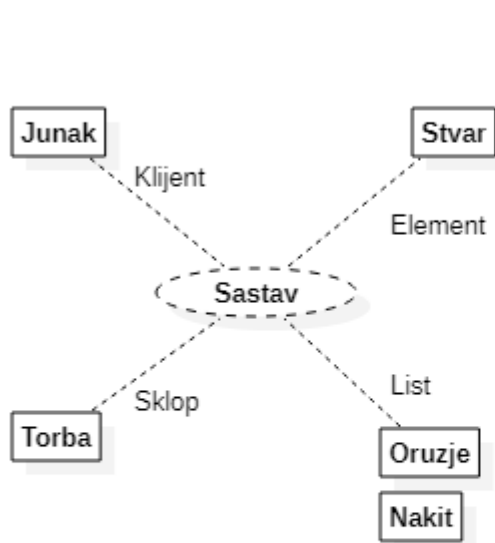 Junak
Stvar
Klijent
Element
Sastav
List
Sklop
Torba
Oruzje
Nakit